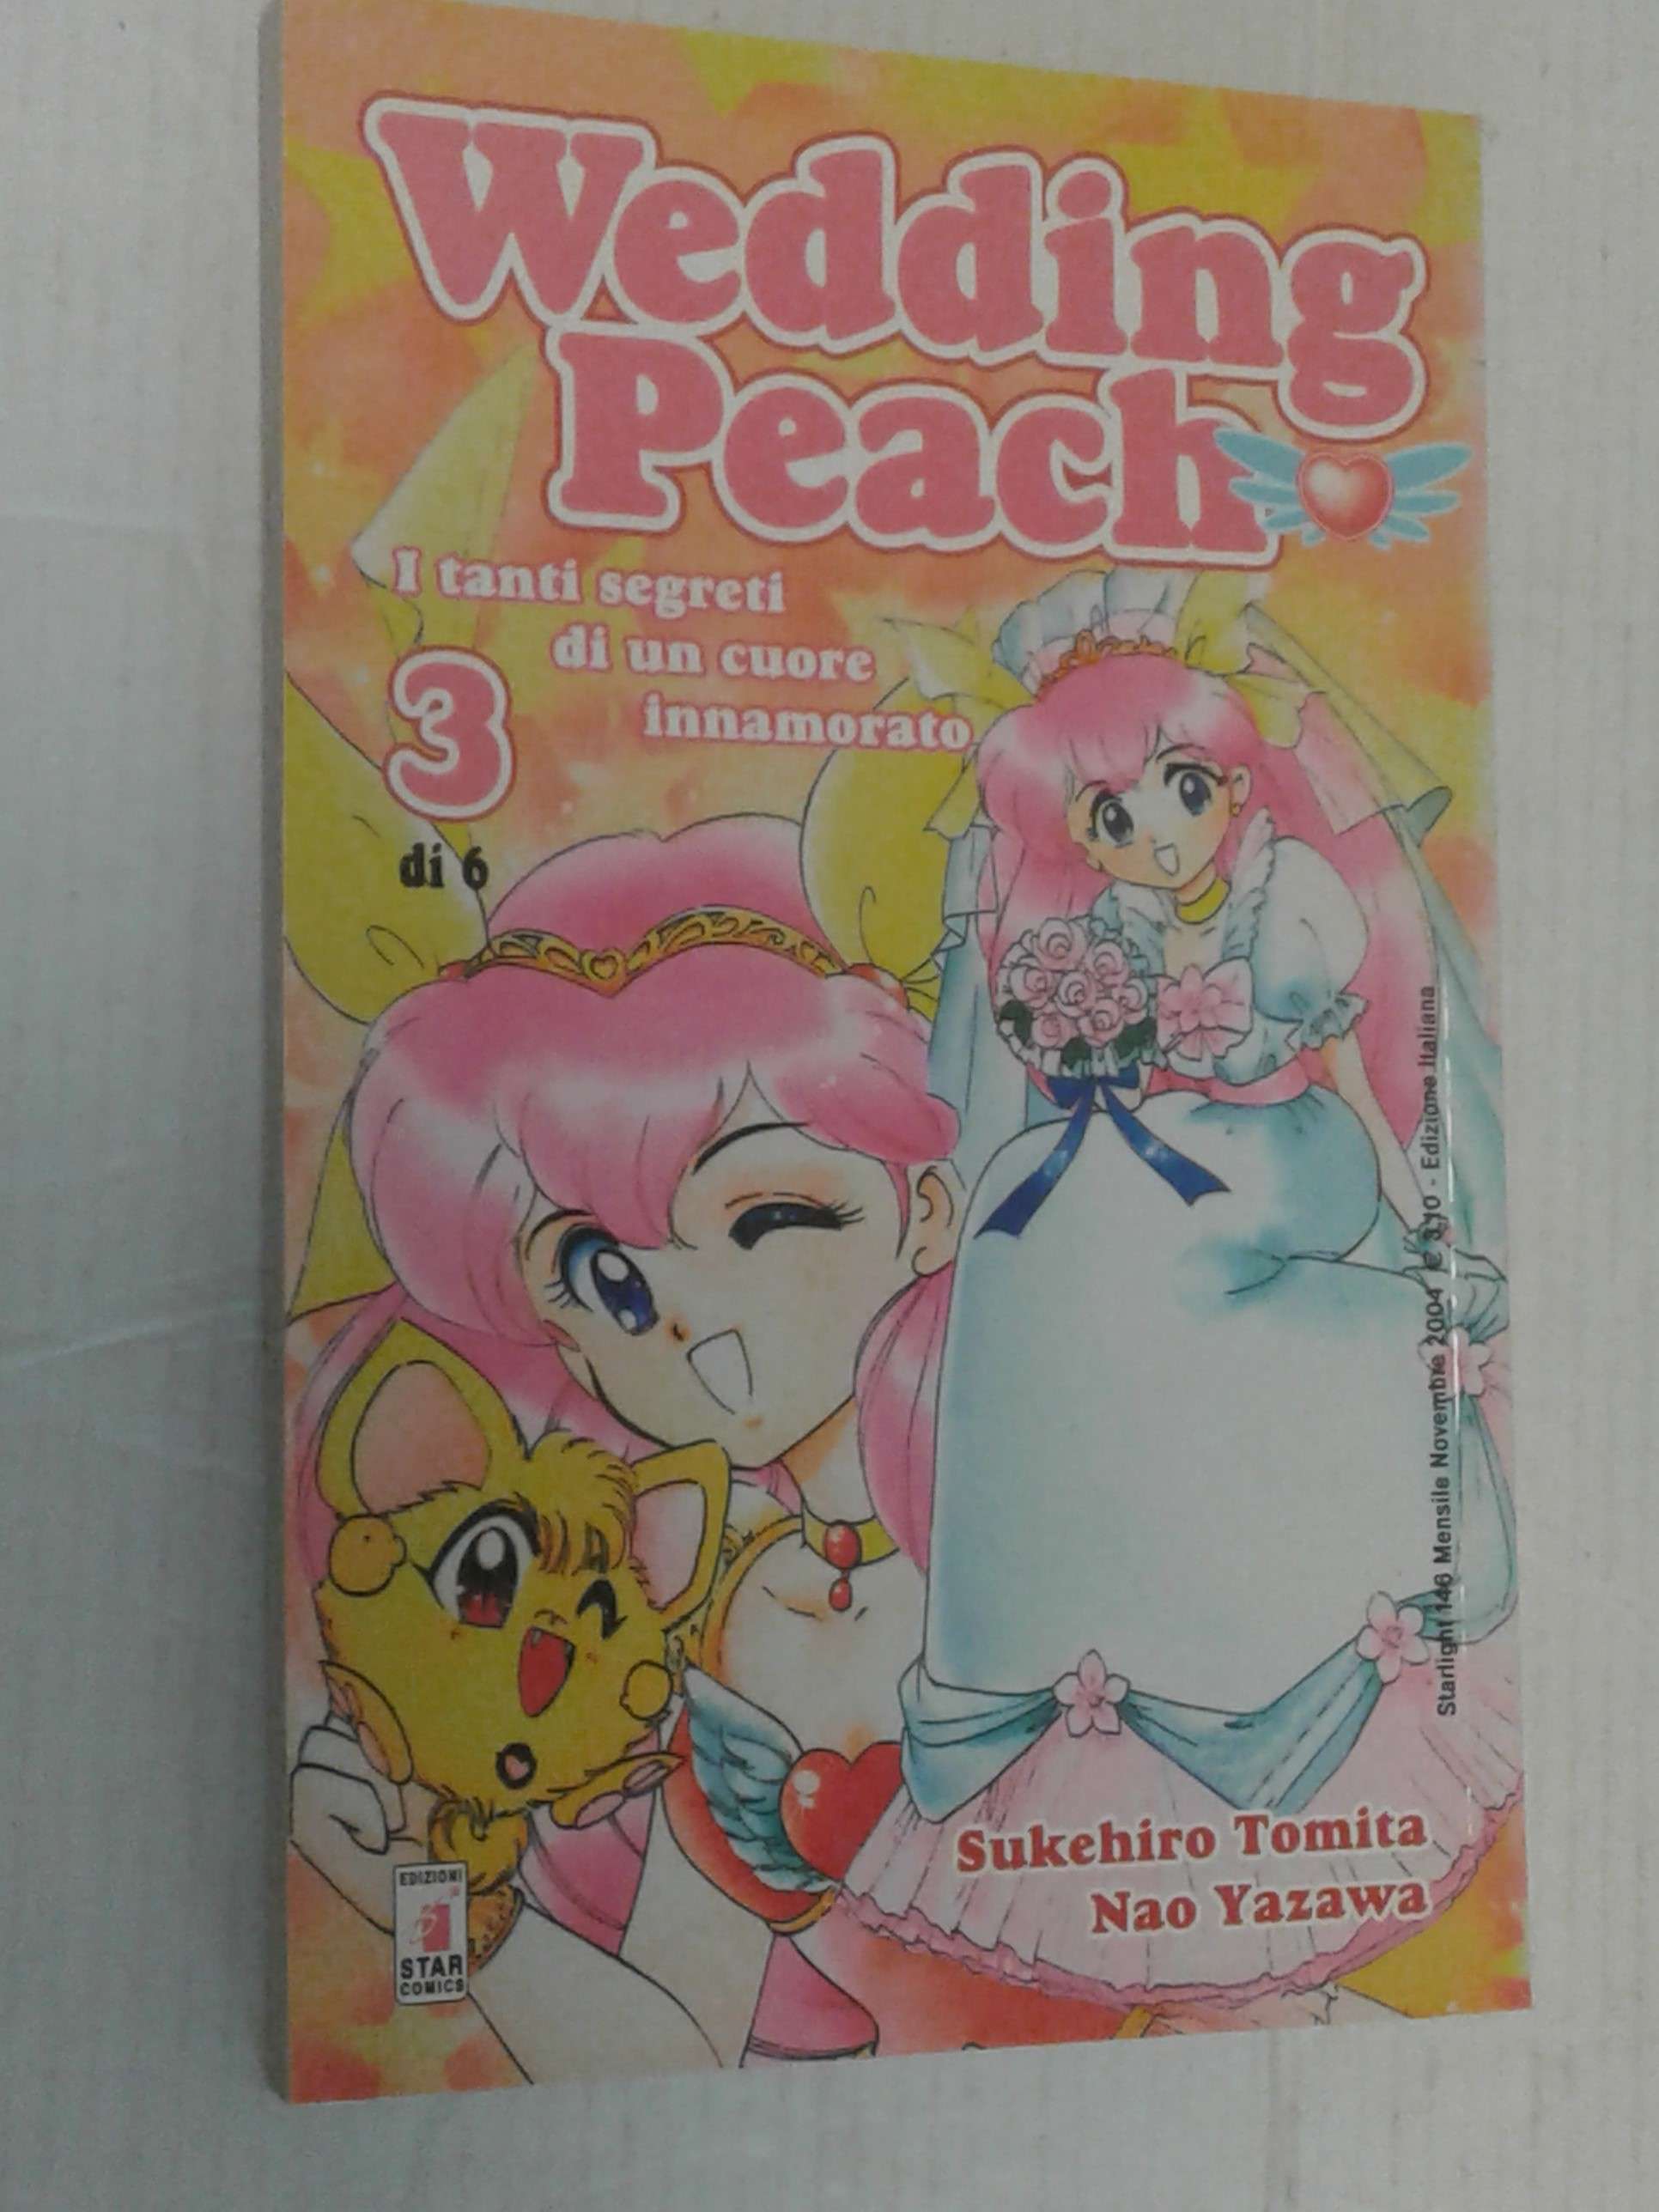 Wedding
Peach
I tanti segreti
di un cuore
innamorato
3
di 6
Starlight 146 Mensile Novembre 2004 € 3,10 - Edizione Italiana
Sukehiro Tomita
Nao Yazawa
EDIZIONI
STAR
COMICS